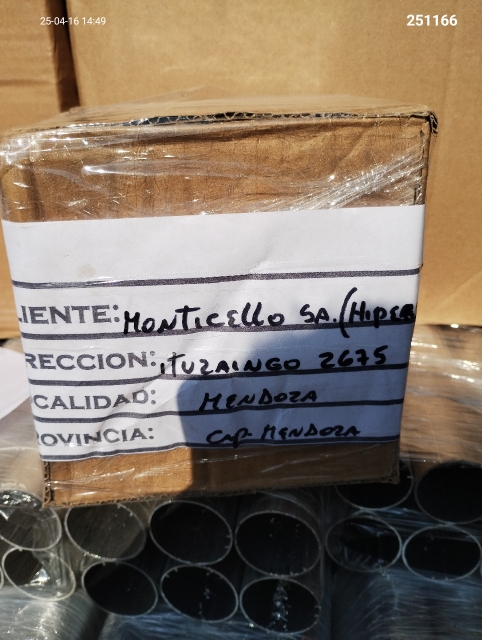 25-04-16 14:49
251166
LIENTE: MONTICELLO SA. (HIPER
RECCION: ITUZAINGO 2675
CALIDAD: MENDOZA
OVINCIA: CAP. MENDOZA